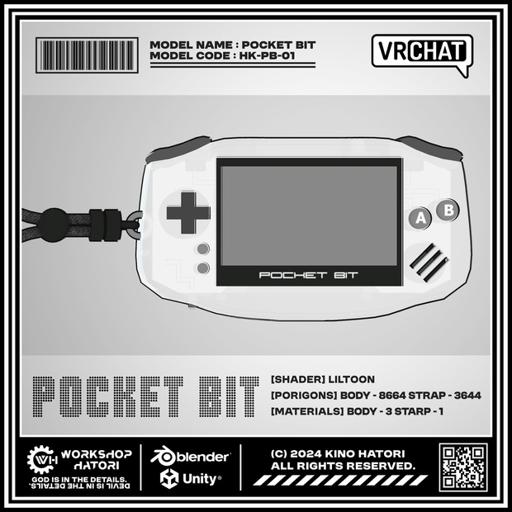 MODEL NAME : POCKET BIT
MODEL CODE : HK-PB-01
VRCHAT
A
B
POCKET BIT
POCKET BIT
[SHADER] LILTOON
[PORIGONS] BODY - 8664 STRAP - 3644
[MATERIALS] BODY - 3 STARP - 1
WH
WORKSHOP
HATORI
GOD IS IN THE DETAILS.
DEVIL IS IN THE DETAILS.
blender
Unity®
(C) 2024 KINO HATORI
ALL RIGHTS RESERVED.